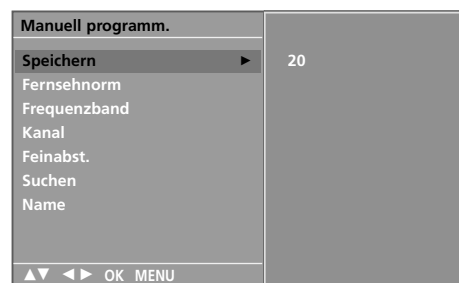 Manuell programm.
Speichern ► 20
Fernsehnorm
Frequenzband
Kanal
Feinabst.
Suchen
Name
▲▼ ◄► OK MENU